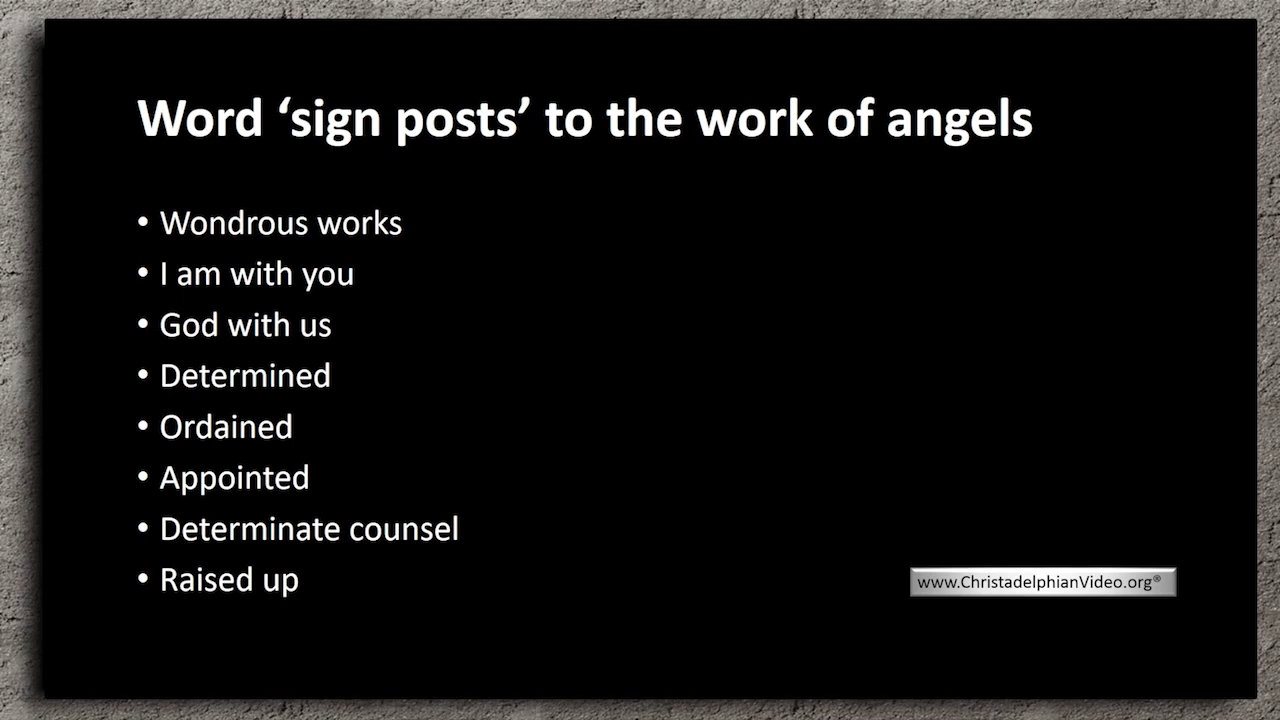 Word ‘sign posts’ to the work of angels
• Wondrous works
• I am with you
• God with us
• Determined
• Ordained
• Appointed
• Determinate counsel
• Raised up
www.ChristadelphianVideo.org®